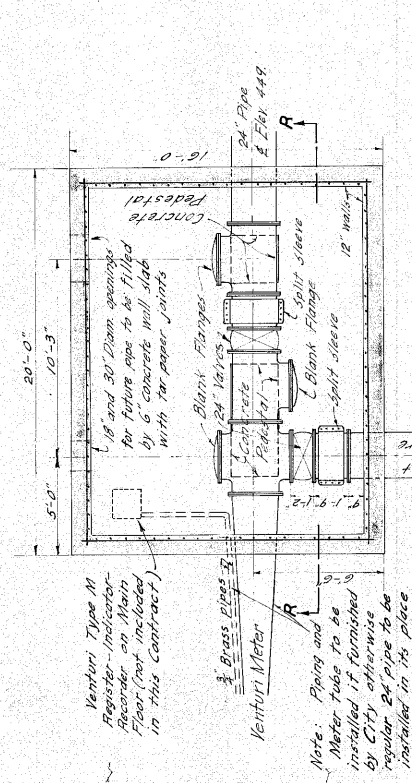 20'-0"
5'-0"
10'-3"
16'-0"
18" and 30" Diam. openings
for future pipe to be filled
by 6" concrete wall slab
with tar paper joints
Venturi Type M
Register-Indicator-
Recorder on Main
Floor (not included
in this Contract)
Blank Flanges
24" Valves
Concrete
Pedestal
Concrete
Pedestal
Split sleeve
Blank Flange
Split sleeve
12" Walls
24" Pipe
℄ Elev. 449.
R
R
Brass pipes
Venturi Meter
6'-6"
Note: Piping and
Meter tube to be
installed if furnished
by City otherwise
regular 24" pipe to be
installed in its place